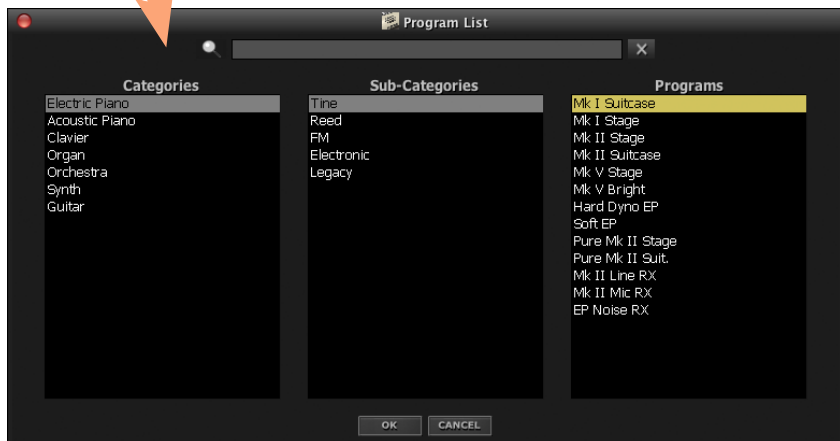 Program List
X
Categories
Electric Piano
Acoustic Piano
Clavier
Organ
Orchestra
Synth
Guitar
Sub-Categories
Tine
Reed
FM
Electronic
Legacy
Programs
Mk I Suitcase
Mk I Stage
Mk II Stage
Mk II Suitcase
Mk V Stage
Mk V Bright
Hard Dyno EP
Soft EP
Pure Mk II Stage
Pure Mk II Suit.
Mk II Line RX
Mk II Mic RX
EP Noise RX
OK
CANCEL